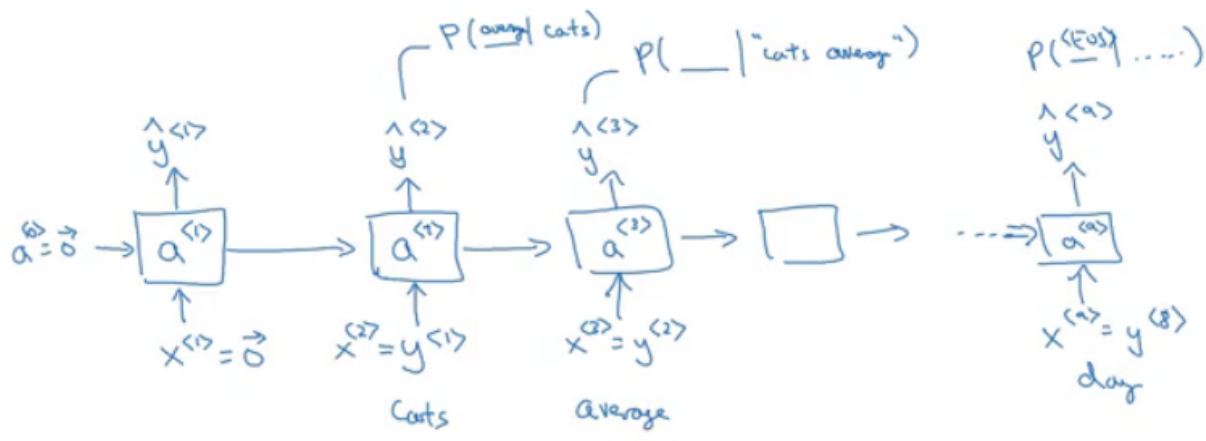 P(average| cats)
P( ___ | "cats average")
P(<EOS>| ......)
ŷ<1>
ŷ<2>
ŷ<3>
ŷ<9>
a<0> = 0⃗
a<1>
a<2>
a<3>
......
a<9>
x<1> = 0⃗
x<2> = y<1>
x<3> = y<2>
x<9> = y<8>
Cats
average
day